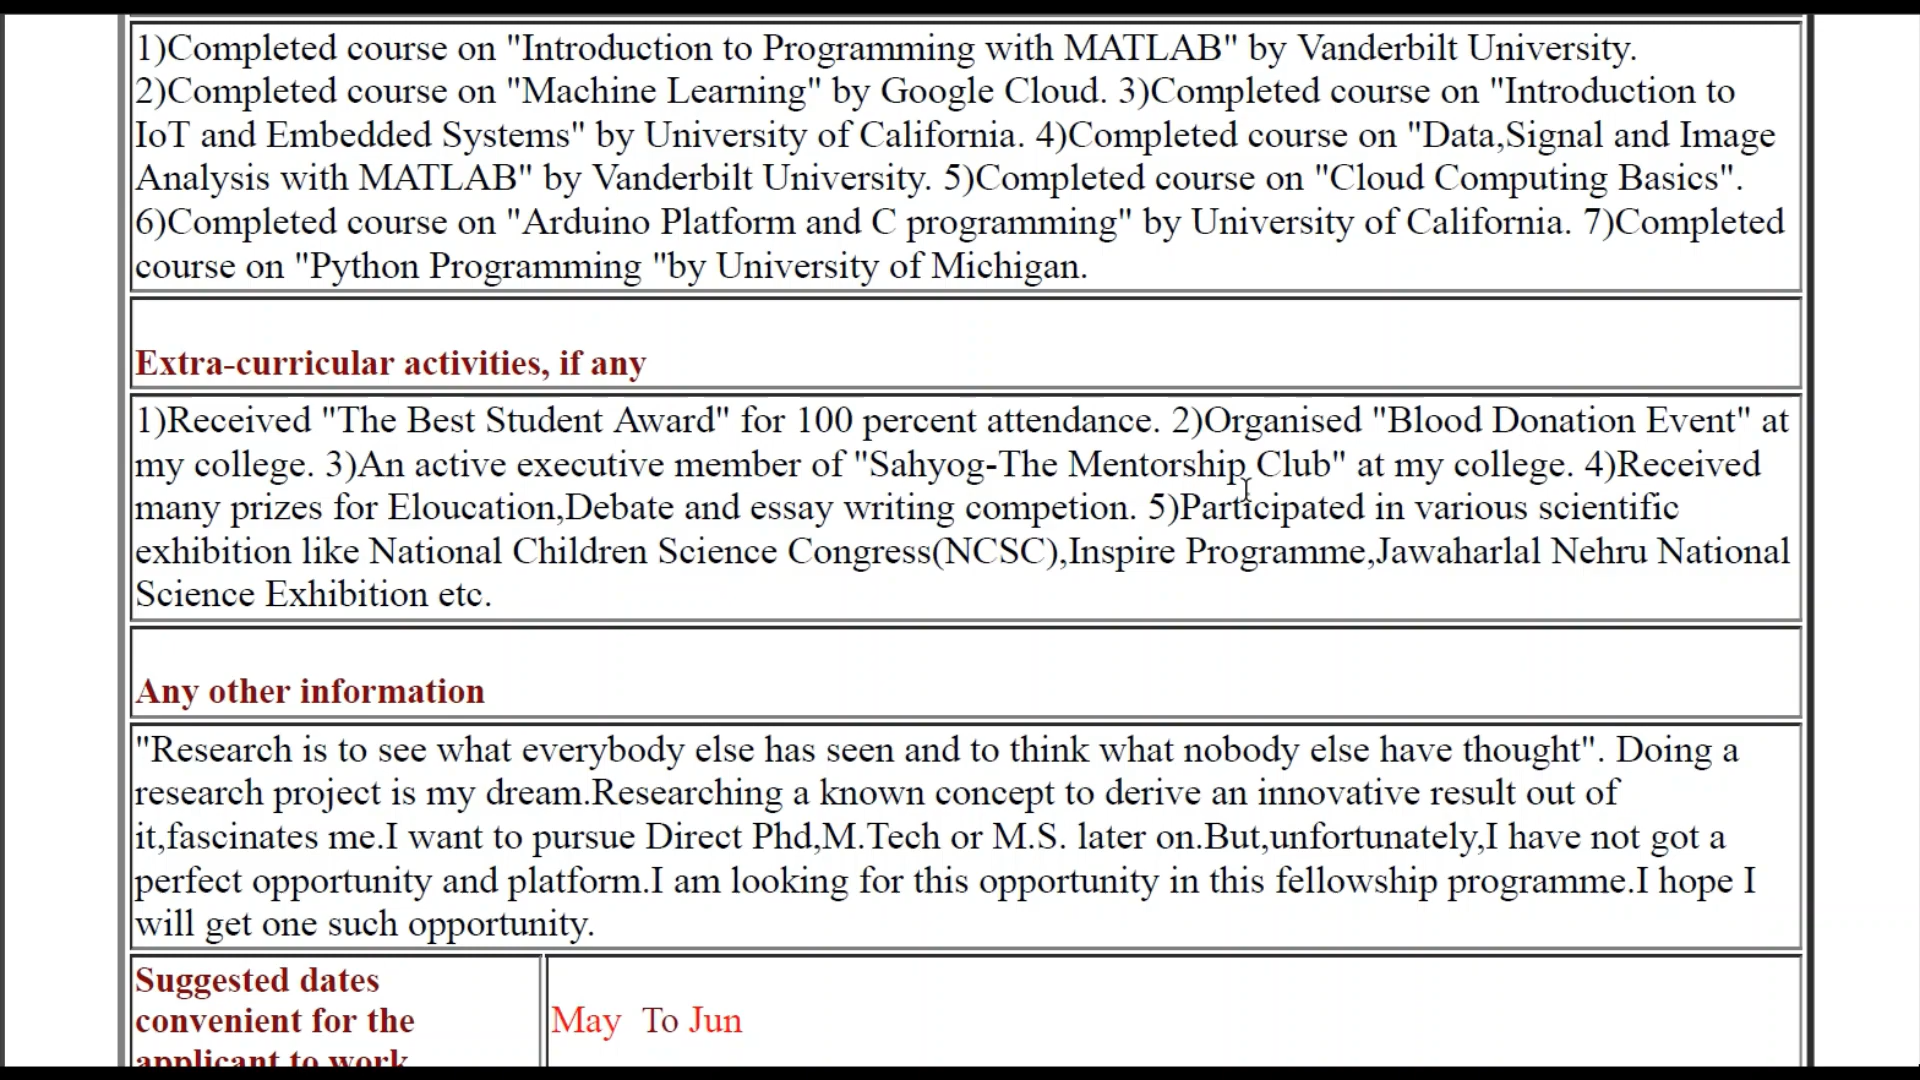 1)Completed course on "Introduction to Programming with MATLAB" by Vanderbilt University.
2)Completed course on "Machine Learning" by Google Cloud. 3)Completed course on "Introduction to
IoT and Embedded Systems" by University of California. 4)Completed course on "Data,Signal and Image
Analysis with MATLAB" by Vanderbilt University. 5)Completed course on "Cloud Computing Basics".
6)Completed course on "Arduino Platform and C programming" by University of California. 7)Completed
course on "Python Programming "by University of Michigan.
Extra-curricular activities, if any
1)Received "The Best Student Award" for 100 percent attendance. 2)Organised "Blood Donation Event" at
my college. 3)An active executive member of "Sahyog-The Mentorship Club" at my college. 4)Received
many prizes for Eloucation,Debate and essay writing competion. 5)Participated in various scientific
exhibition like National Children Science Congress(NCSC),Inspire Programme,Jawaharlal Nehru National
Science Exhibition etc.
Any other information
"Research is to see what everybody else has seen and to think what nobody else have thought". Doing a
research project is my dream.Researching a known concept to derive an innovative result out of
it,fascinates me.I want to pursue Direct Phd,M.Tech or M.S. later on.But,unfortunately,I have not got a
perfect opportunity and platform.I am looking for this opportunity in this fellowship programme.I hope I
will get one such opportunity.
Suggested dates
convenient for the
applicant to work
May To Jun